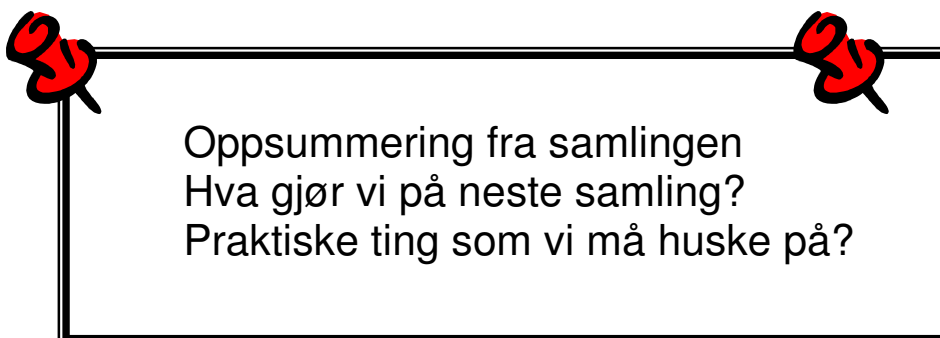 Oppsummering fra samlingen
Hva gjør vi på neste samling?
Praktiske ting som vi må huske på?